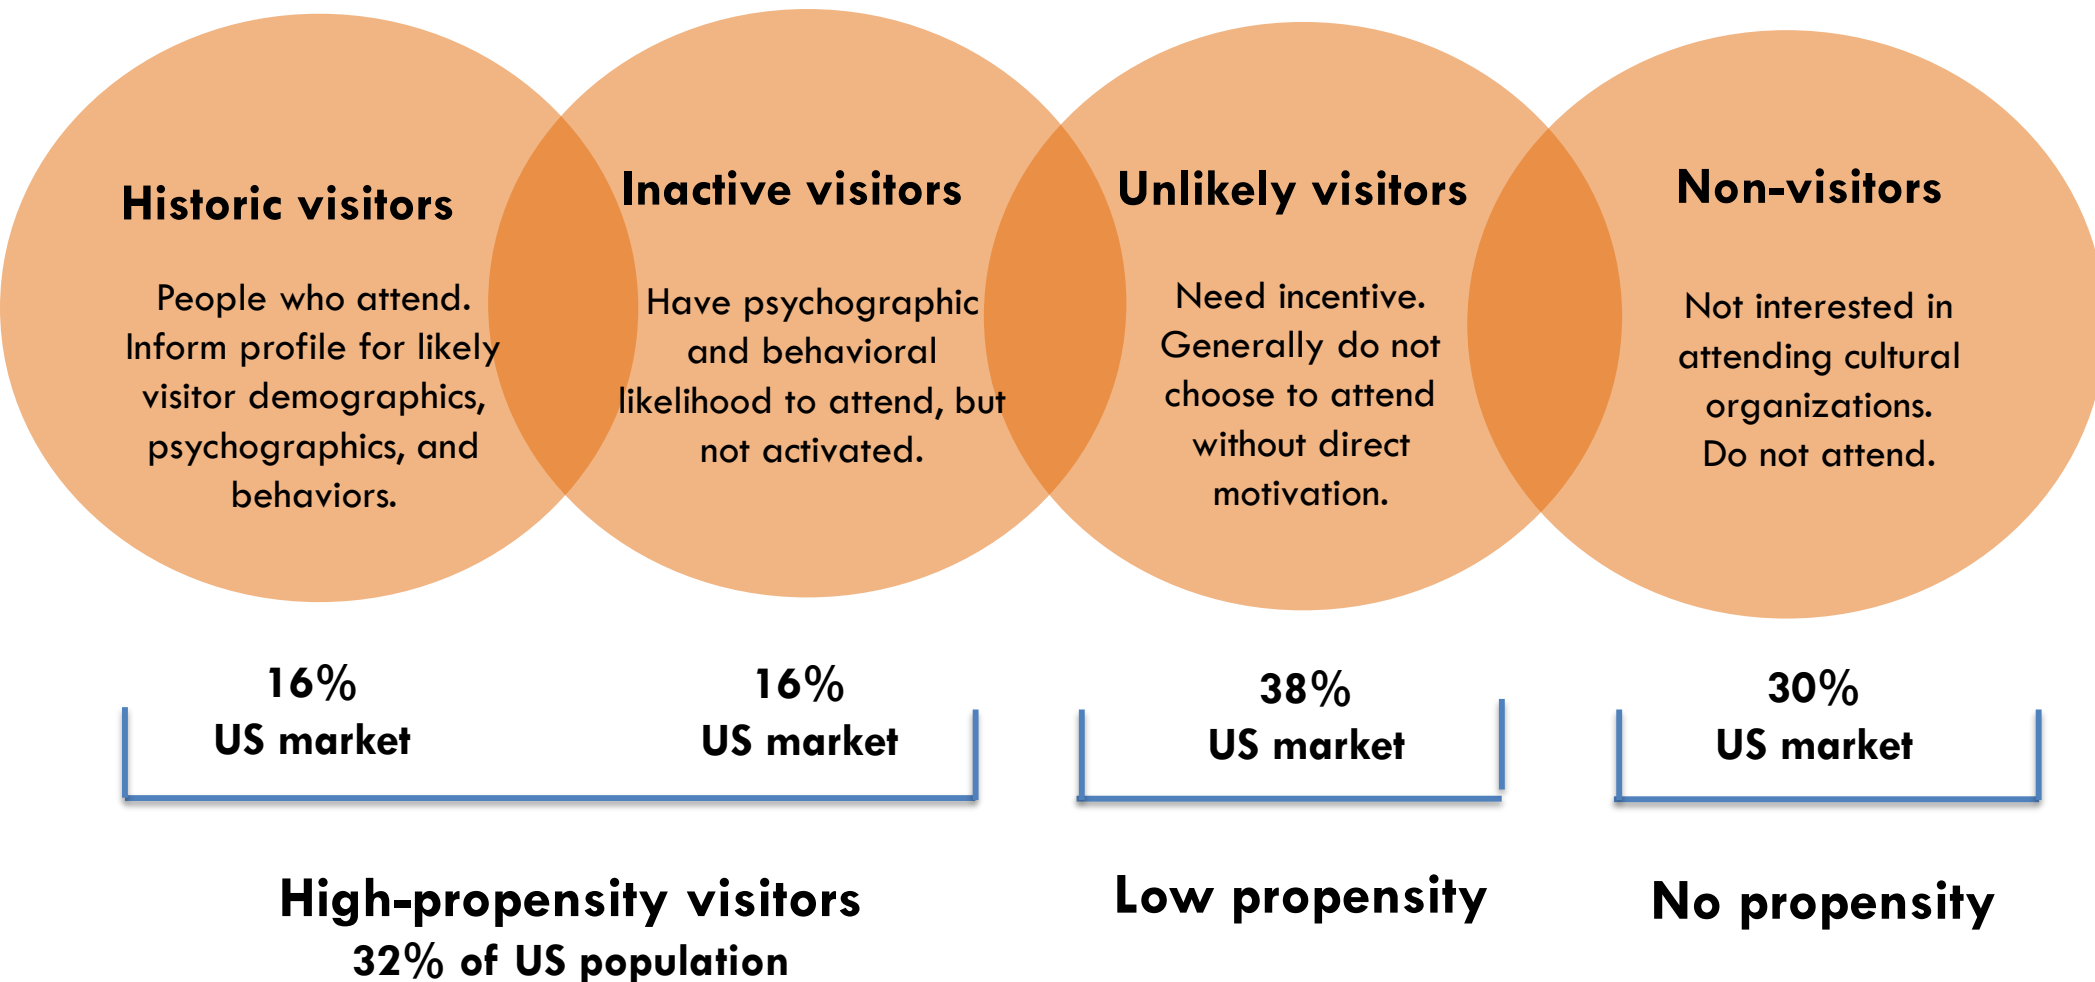 Historic visitors
People who attend.
Inform profile for likely
visitor demographics,
psychographics, and
behaviors.
Inactive visitors
Have psychographic
and behavioral
likelihood to attend, but
not activated.
Unlikely visitors
Need incentive.
Generally do not
choose to attend
without direct
motivation.
Non-visitors
Not interested in
attending cultural
organizations.
Do not attend.
16%
US market
16%
US market
38%
US market
30%
US market
High-propensity visitors
32% of US population
Low propensity
No propensity